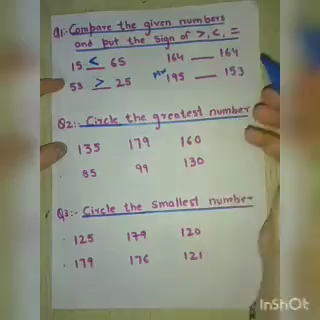 Q1:- Compare the given numbers
and put the sign of >, <, =
15 < 65 164 __ 164
53 > 25 195 __ 153
Q2:- Circle the greatest number
135 179 160
85 99 130
Q3:- Circle the smallest number
125 179 120
179 176 121
InShOt